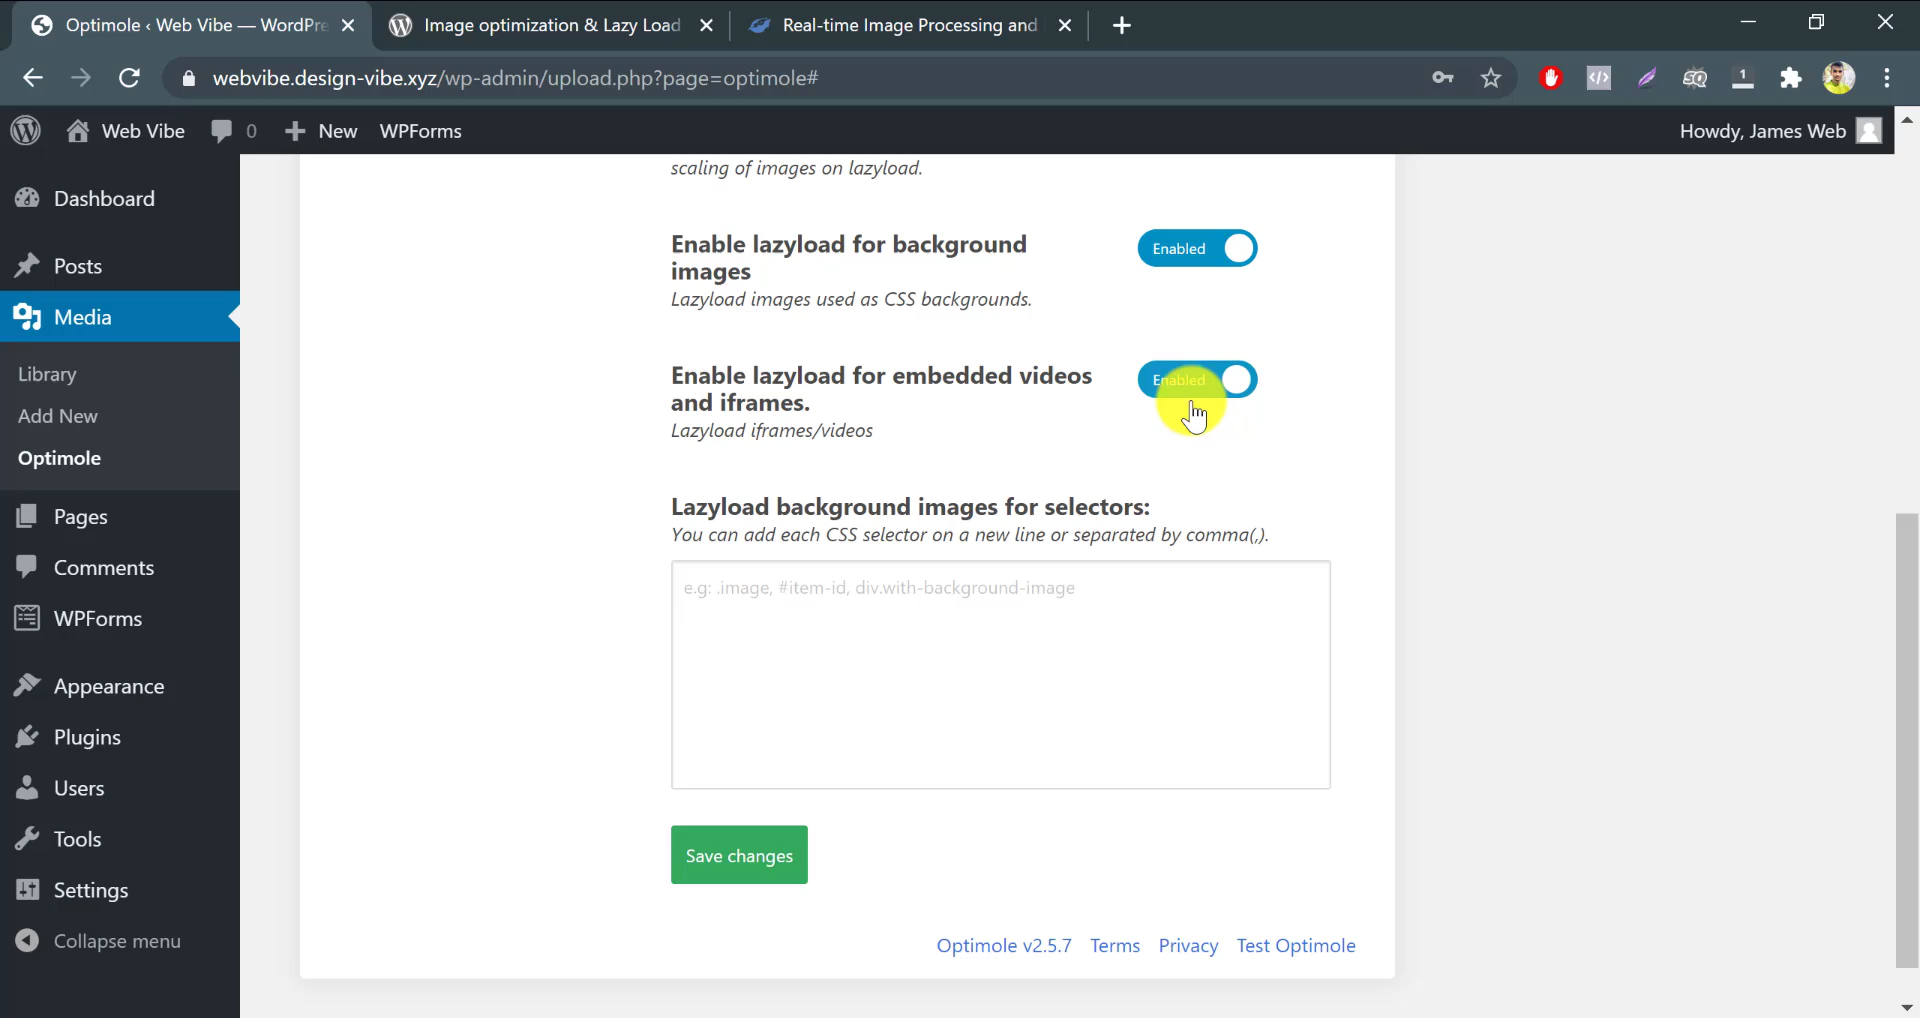 Optimole ‹ Web Vibe — WordPre
Image optimization & Lazy Load
Real-time Image Processing and
webvibe.design-vibe.xyz/wp-admin/upload.php?page=optimole#
1
Web Vibe
0
New
WPForms
Howdy, James Web
Dashboard
Posts
Media
Library
Add New
Optimole
Pages
Comments
WPForms
Appearance
Plugins
Users
Tools
Settings
Collapse menu
scaling of images on lazyload.
Enable lazyload for background
images
Enabled
Lazyload images used as CSS backgrounds.
Enable lazyload for embedded videos
and iframes.
Enabled
Lazyload iframes/videos
Lazyload background images for selectors:
You can add each CSS selector on a new line or separated by comma(,).
e.g: .image, #item-id, div.with-background-image
Save changes
Optimole v2.5.7 Terms Privacy Test Optimole